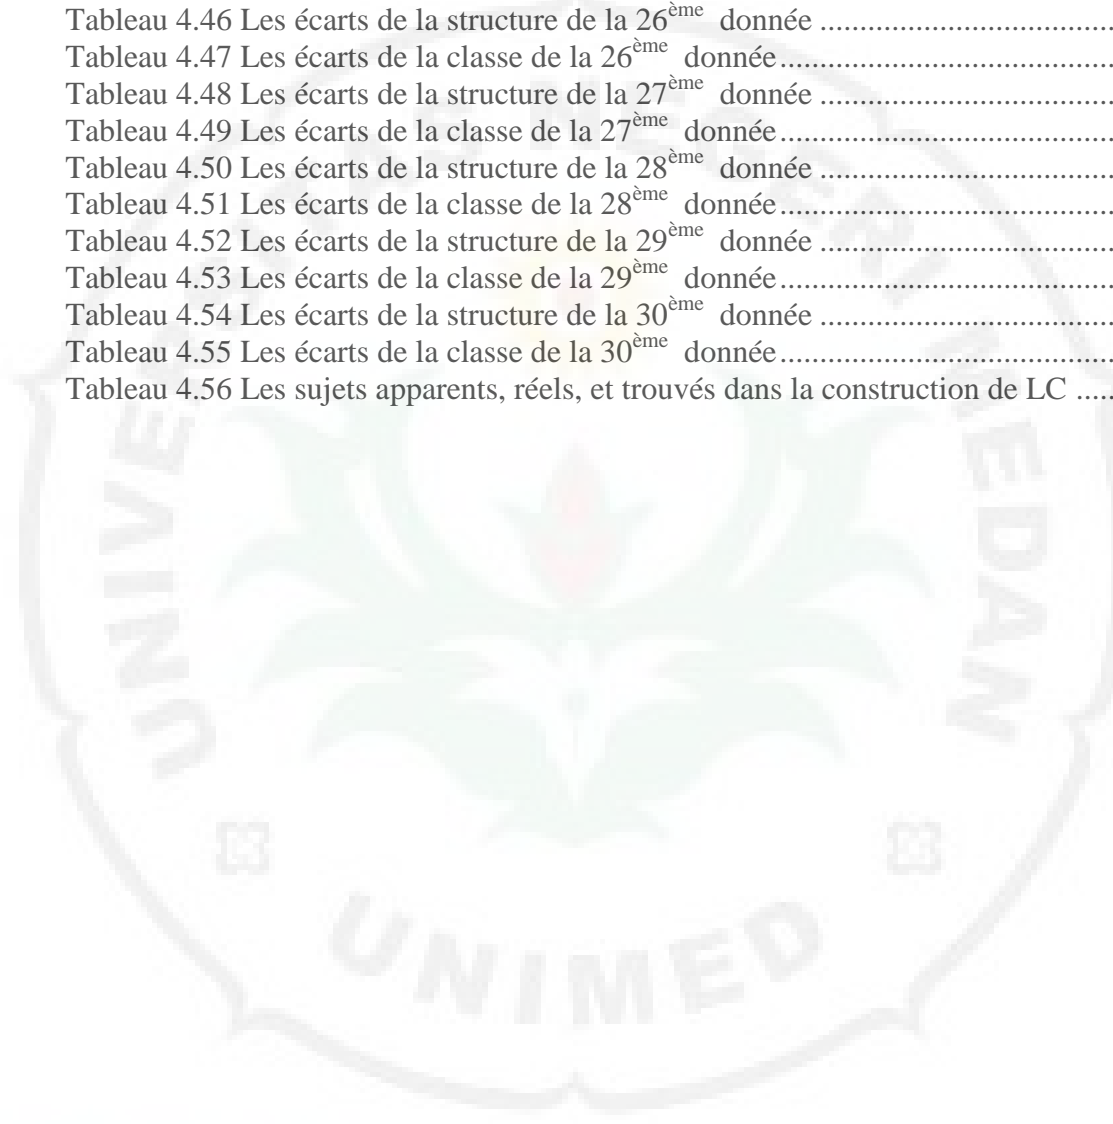 Tableau 4.46 Les écarts de la structure de la 26ème donnée ....................................
Tableau 4.47 Les écarts de la classe de la 26ème donnée.........................................
Tableau 4.48 Les écarts de la structure de la 27ème donnée ....................................
Tableau 4.49 Les écarts de la classe de la 27ème donnée.........................................
Tableau 4.50 Les écarts de la structure de la 28ème donnée ....................................
Tableau 4.51 Les écarts de la classe de la 28ème donnée.........................................
Tableau 4.52 Les écarts de la structure de la 29ème donnée ....................................
Tableau 4.53 Les écarts de la classe de la 29ème donnée.........................................
Tableau 4.54 Les écarts de la structure de la 30ème donnée ....................................
Tableau 4.55 Les écarts de la classe de la 30ème donnée.........................................
Tableau 4.56 Les sujets apparents, réels, et trouvés dans la construction de LC .....
UNIVERSITAS NEGERI MEDAN
UNIMED